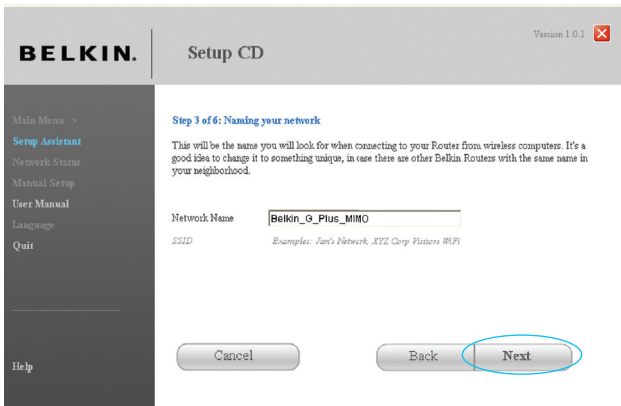 Version 1.0.1
BELKIN.
Setup CD
Main Menu >
Setup Assistant
Network Status
Manual Setup
User Manual
Language
Quit
Help
Step 3 of 6: Naming your network
This will be the name you will look for when connecting to your Router from wireless computers. It's a
good idea to change it to something unique, in case there are other Belkin Routers with the same name in
your neighborhood.
Network Name
Belkin_G_Plus_MIMO
SSID
Examples: Jan's Network, XYZ Corp Visitors WiFi
Cancel
Back
Next